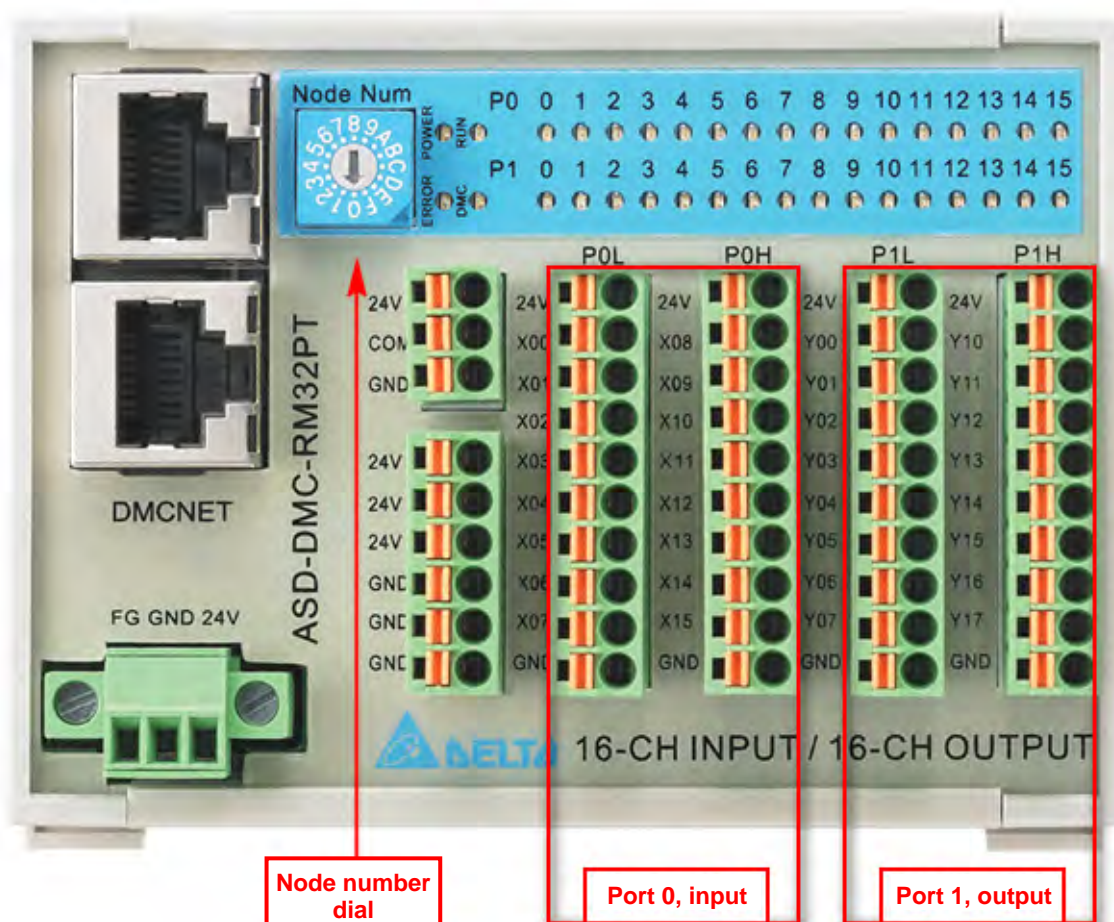 Node Num
456789ABCDEF0123
POWER RUN
ERROR DMC
P0 0 1 2 3 4 5 6 7 8 9 10 11 12 13 14 15
P1 0 1 2 3 4 5 6 7 8 9 10 11 12 13 14 15
P0L P0H P1L P1H
24V 24V 24V 24V 24V
COM X00 X08 Y00 Y10
GND X01 X09 Y01 Y11
X02 X10 Y02 Y12
24V X03 X11 Y03 Y13
24V X04 X12 Y04 Y14
24V X05 X13 Y05 Y15
GND X06 X14 Y06 Y16
GND X07 X15 Y07 Y17
GND GND GND GND GND
ASD-DMC-RM32PT
DMCNET
FG GND 24V
DELTA
16-CH INPUT / 16-CH OUTPUT
Node number
dial
Port 0, input
Port 1, output